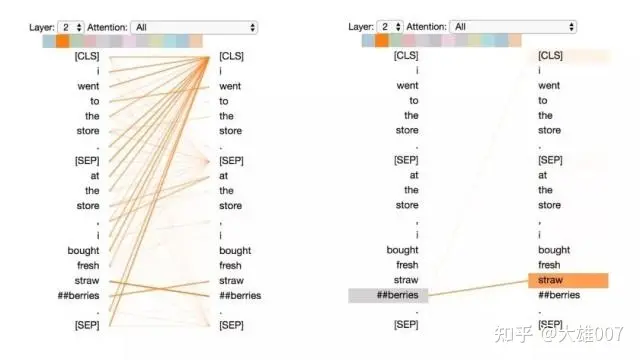 Layer: 2 Attention: All
[CLS] [CLS]
i i
went went
to to
the the
store store
. .
[SEP] [SEP]
at at
the the
store store
, ,
i i
bought bought
fresh fresh
straw straw
##berries ##berries
. .
[SEP] [SEP]
Layer: 2 Attention: All
[CLS] [CLS]
i i
went went
to to
the the
store store
. .
[SEP] [SEP]
at at
the the
store store
, ,
i i
bought bought
fresh fresh
straw straw
##berries ##berries
. .
[SEP] [SEP]
知乎 @大雄007